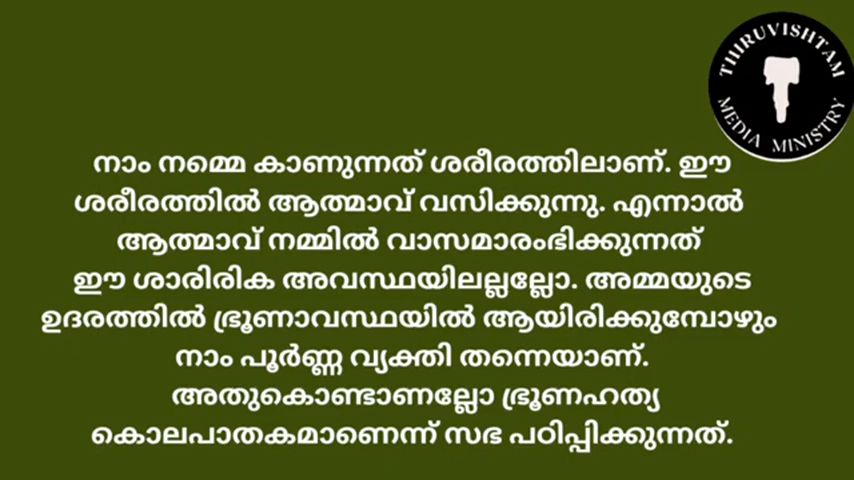 THIRUVISHTAM
MEDIA MINISTRY
നാം നമ്മെ കാണുന്നത് ശരീരത്തിലാണ്. ഈ
ശരീരത്തിൽ ആത്മാവ് വസിക്കുന്നു. എന്നാൽ
ആത്മാവ് നമ്മിൽ വാസമാരംഭിക്കുന്നത്
ഈ ശാരിരിക അവസ്ഥയിലല്ലല്ലോ. അമ്മയുടെ
ഉദരത്തിൽ ഭ്രൂണാവസ്ഥയിൽ ആയിരിക്കുമ്പോഴും
നാം പൂർണ്ണ വ്യക്തി തന്നെയാണ്.
അതുകൊണ്ടാണല്ലോ ഭ്രൂണഹത്യ
കൊലപാതകമാണെന്ന് സഭ പഠിപ്പിക്കുന്നത്.